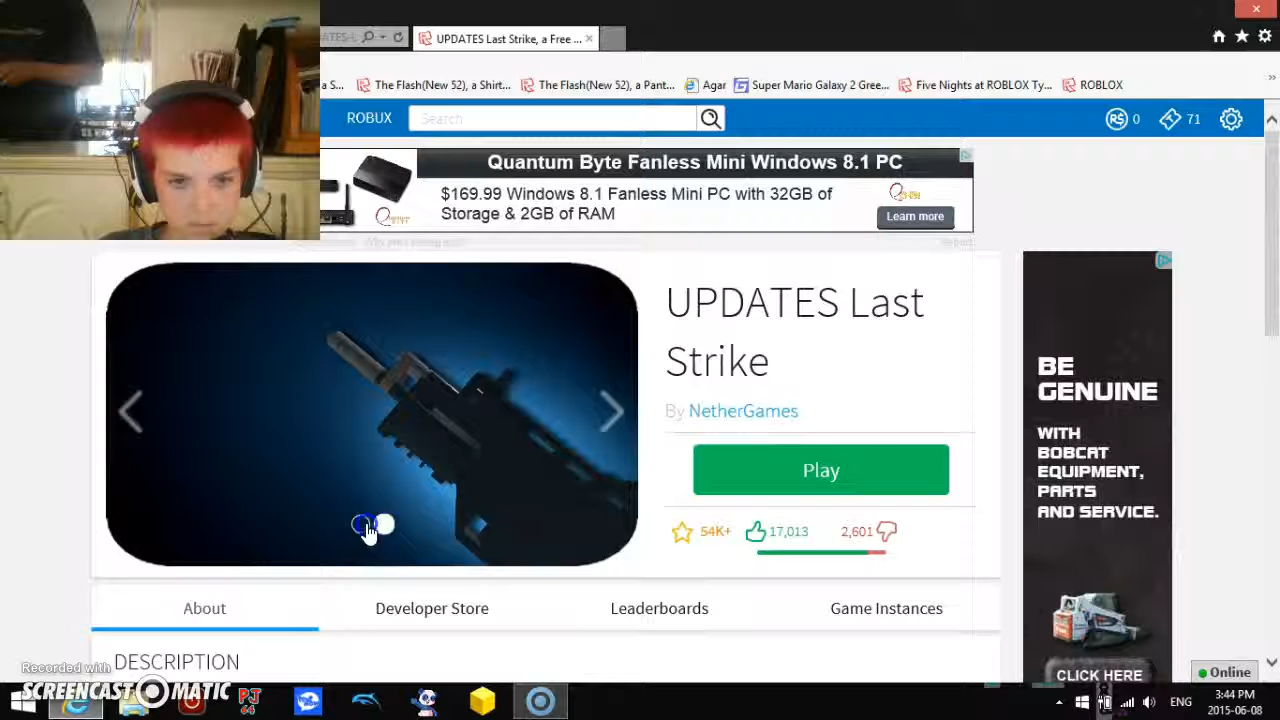 UPDATES Last Strike, a Free ...
a S...
The Flash(New 52), a Shirt...
The Flash(New 52), a Pant...
Agar
Super Mario Galaxy 2 Gree...
Five Nights at ROBLOX Ty...
ROBLOX
»
ROBUX
Search
R$ 0
71
Quantum Byte Fanless Mini Windows 8.1 PC
$169.99 Windows 8.1 Fanless Mini PC with 32GB of
Storage & 2GB of RAM
Learn more
UPDATES Last
Strike
By NetherGames
Play
54K+
17,013
2,601
BE
GENUINE
WITH
BOBCAT
EQUIPMENT,
PARTS
AND SERVICE.
CLICK HERE
About
Developer Store
Leaderboards
Game Instances
DESCRIPTION
Online
Recorded with
SCREENCAST-O-MATIC
PJ
64
ENG
3:44 PM
2015-06-08